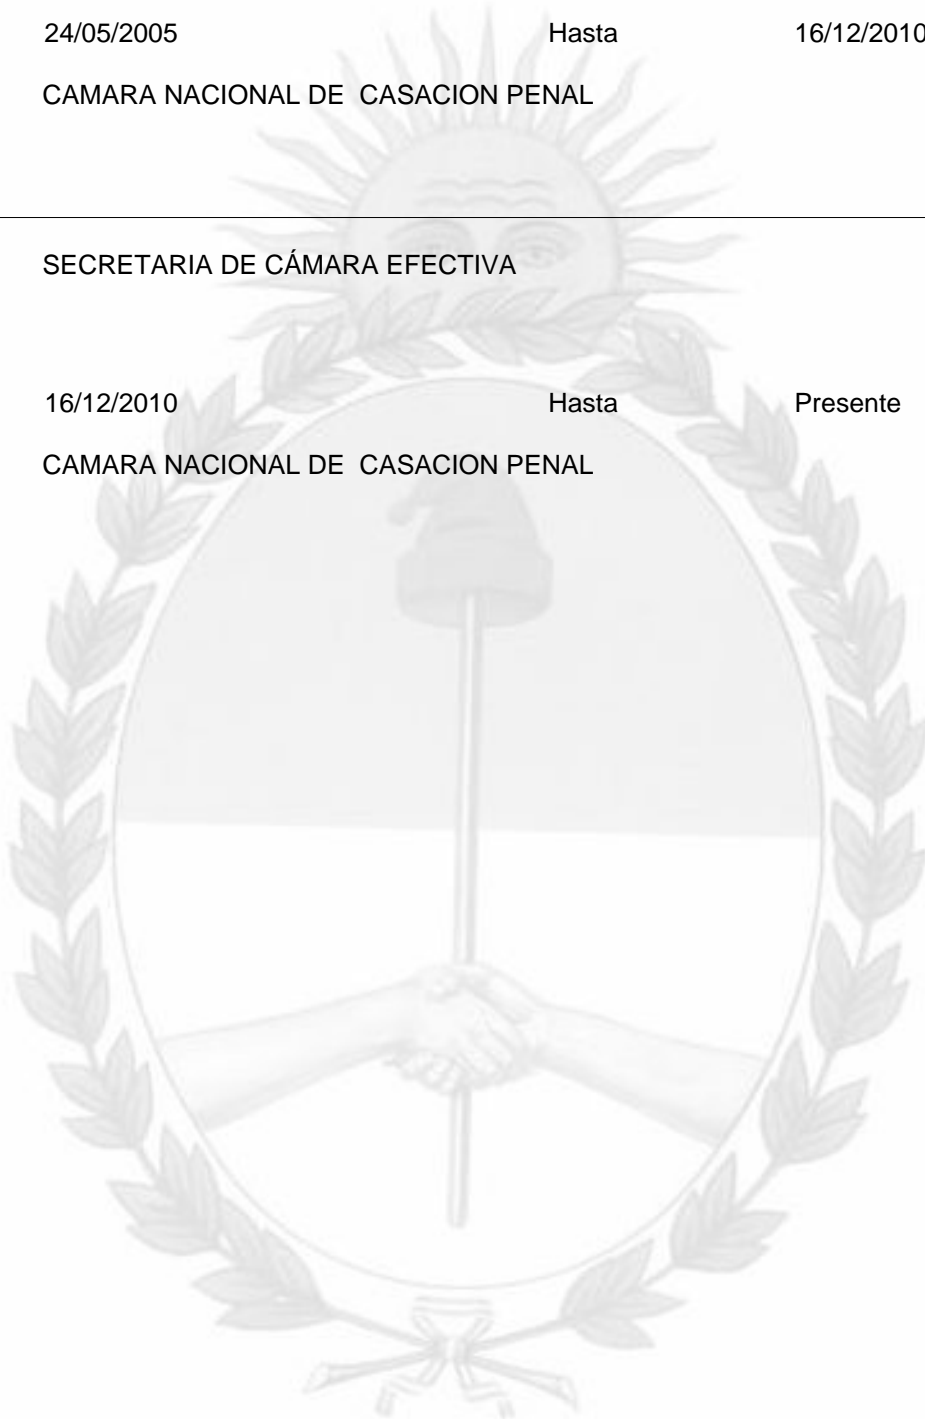 24/05/2005 Hasta 16/12/2010
CAMARA NACIONAL DE  CASACION PENAL
SECRETARIA DE CÁMARA EFECTIVA
16/12/2010 Hasta Presente
CAMARA NACIONAL DE  CASACION PENAL